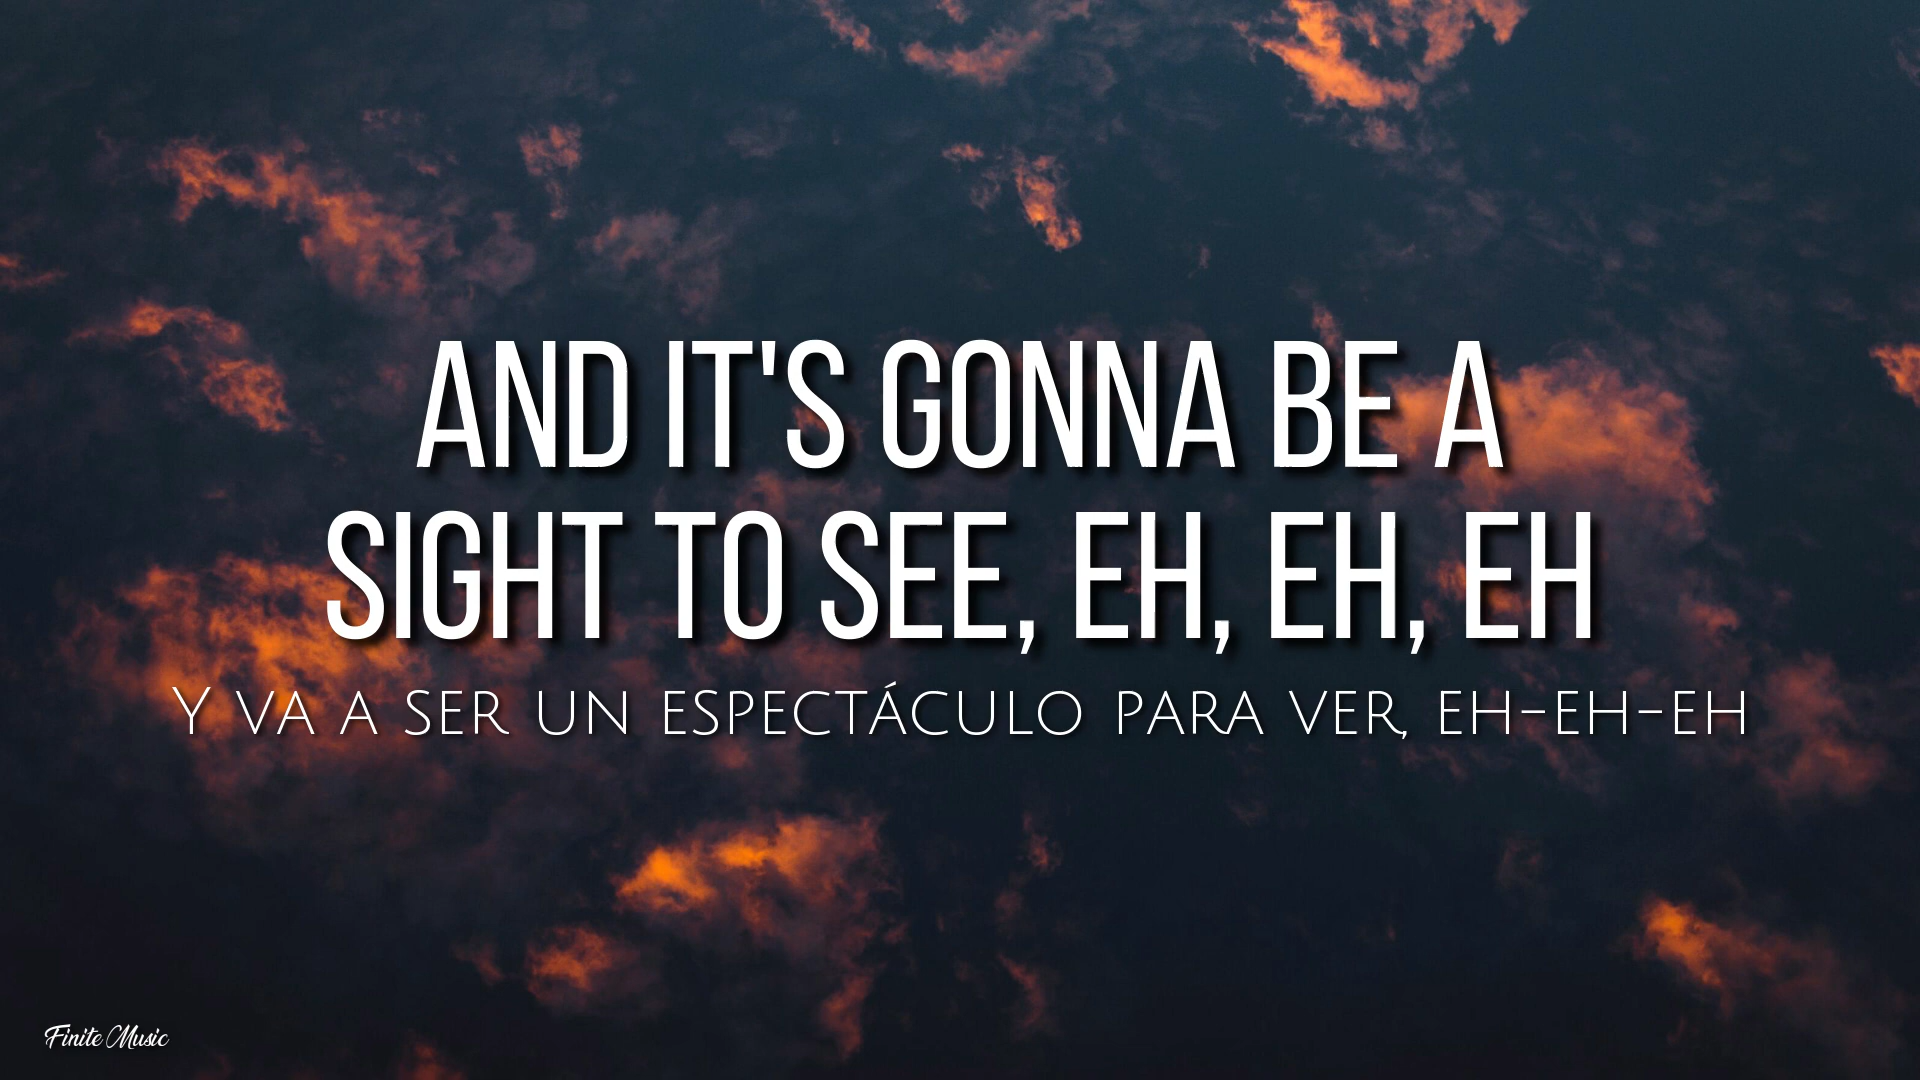 AND IT'S GONNA BE A
SIGHT TO SEE, EH, EH, EH
Y VA A SER UN ESPECTÁCULO PARA VER, EH-EH-EH
Finite Music